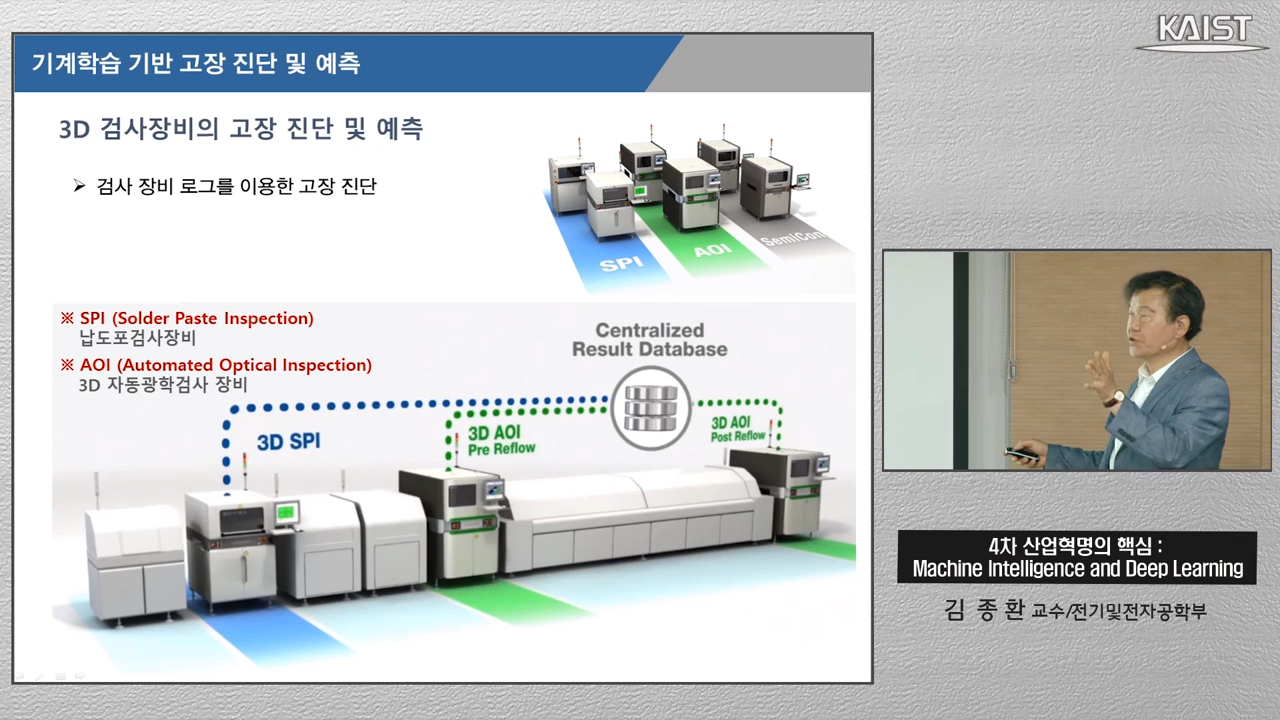 KAIST
기계학습 기반 고장 진단 및 예측
3D 검사장비의 고장 진단 및 예측
➢ 검사 장비 로그를 이용한 고장 진단
SPI
AOI
SemiCon
※ SPI (Solder Paste Inspection)
납도포검사장비
※ AOI (Automated Optical Inspection)
3D 자동광학검사 장비
Centralized
Result Database
3D SPI
3D AOI
Pre Reflow
3D AOI
Post Reflow
4차 산업혁명의 핵심 :
Machine Intelligence and Deep Learning
김 종 환 교수/전기및전자공학부